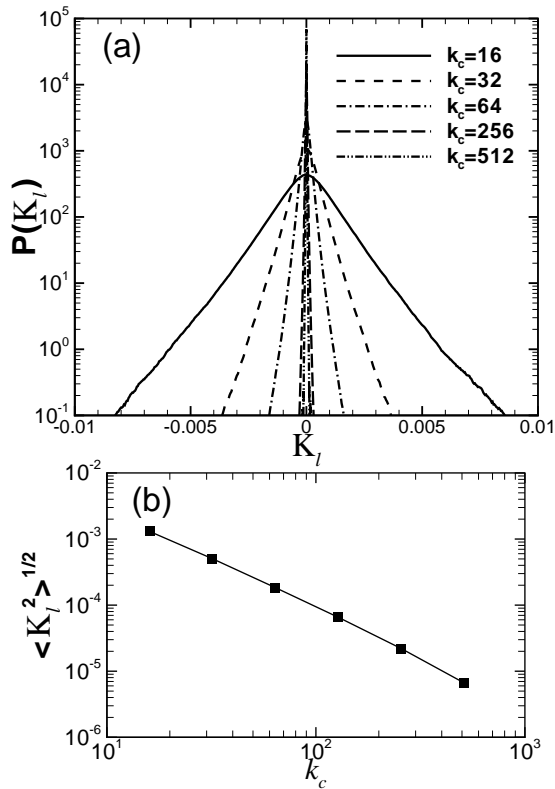 (a)
k_c=16
k_c=32
k_c=64
k_c=256
k_c=512
P(K_l)
10^5
10^4
10^3
10^2
10^1
10^0
10^-1
-0.01 -0.005 0 0.005 0.01
K_l
(b)
<K_l^2>^1/2
10^-2
10^-3
10^-4
10^-5
10^-6
10^1 10^2 10^3
k_c